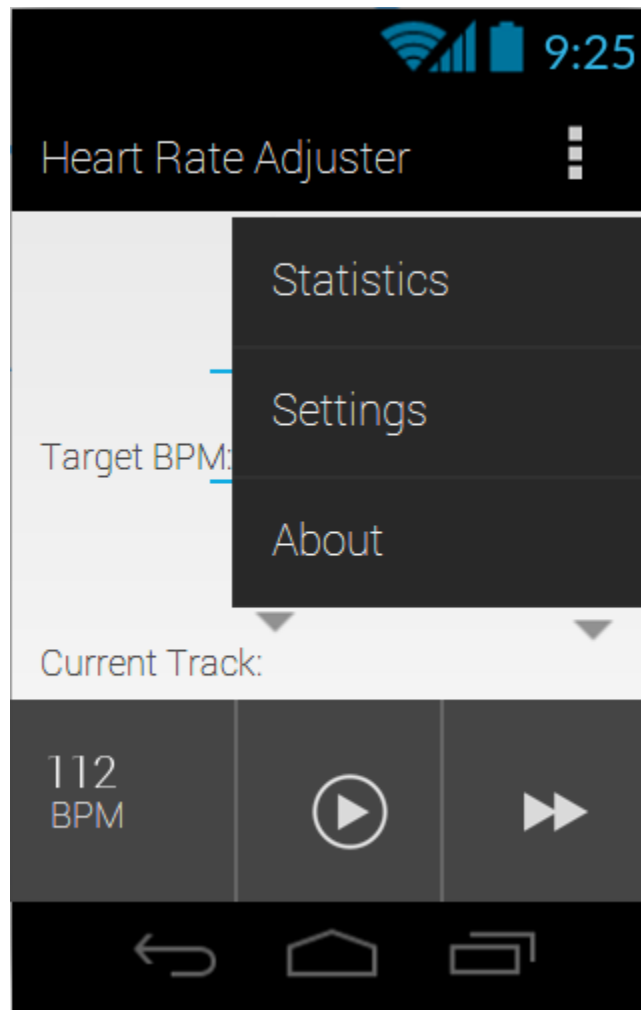 9:25
Heart Rate Adjuster
Statistics
Settings
Target BPM:
About
Current Track:
112
BPM